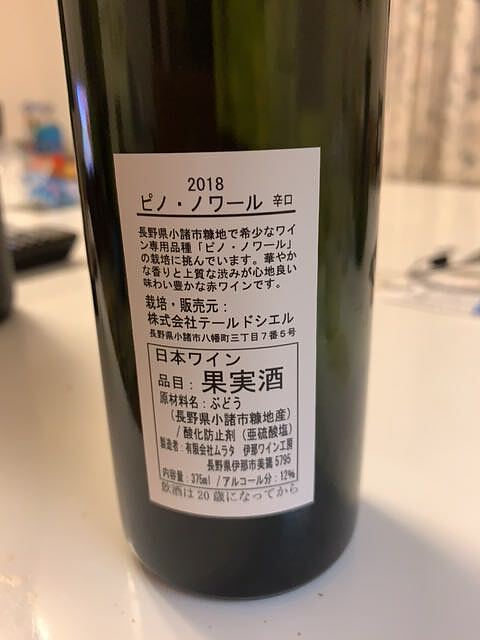 2018
ピノ・ノワール 辛口
長野県小諸市糠地で希少なワイ
ン専用品種「ピノ・ノワール」
の栽培に挑んでいます。華やか
な香りと上質な渋みが心地良い
味わい豊かな赤ワインです。
栽培・販売元：
株式会社テールドシエル
長野県小諸市八幡町三丁目7番5号
日本ワイン
品目：果実酒
原材料名：ぶどう
（長野県小諸市糠地産）
/酸化防止剤（亜硫酸塩）
製造者：有限会社ムラタ 伊那ワイン工房
長野県伊那市美篶5795
内容量：375ml /アルコール分：12%
飲酒は20歳になってから